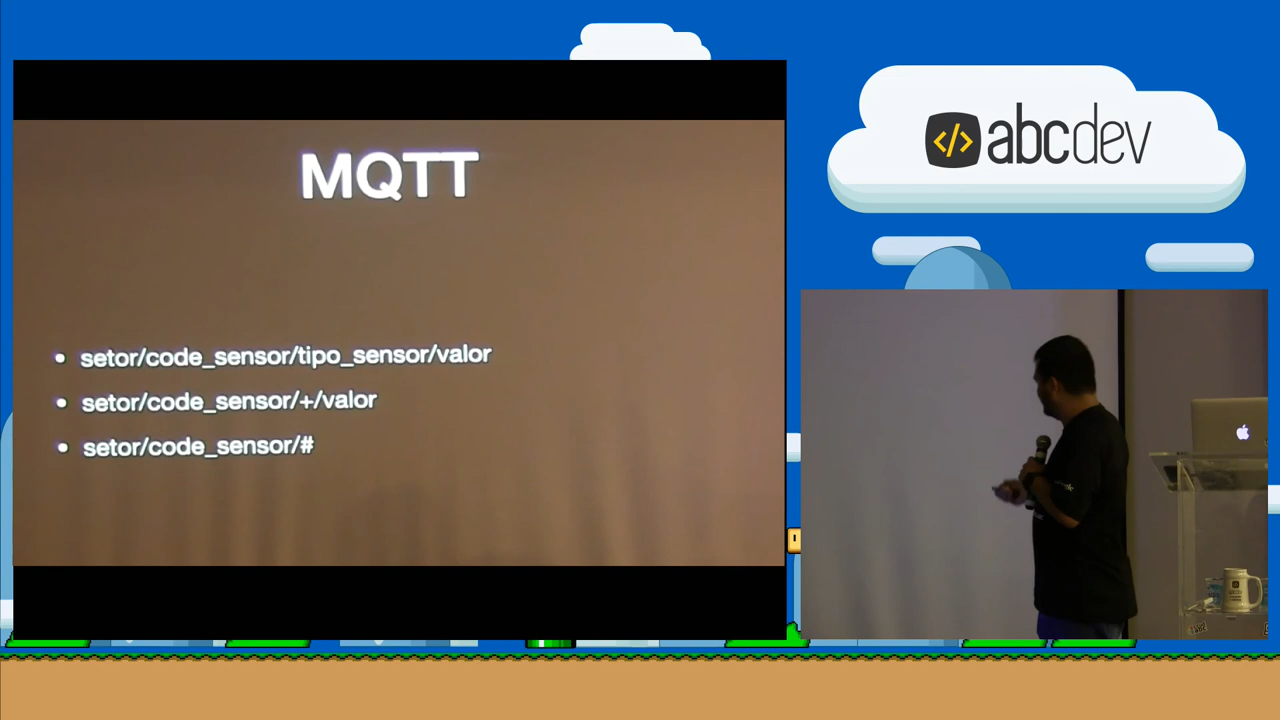 MQTT
• setor/code_sensor/tipo_sensor/valor
• setor/code_sensor/+/valor
• setor/code_sensor/#
</> abcdev